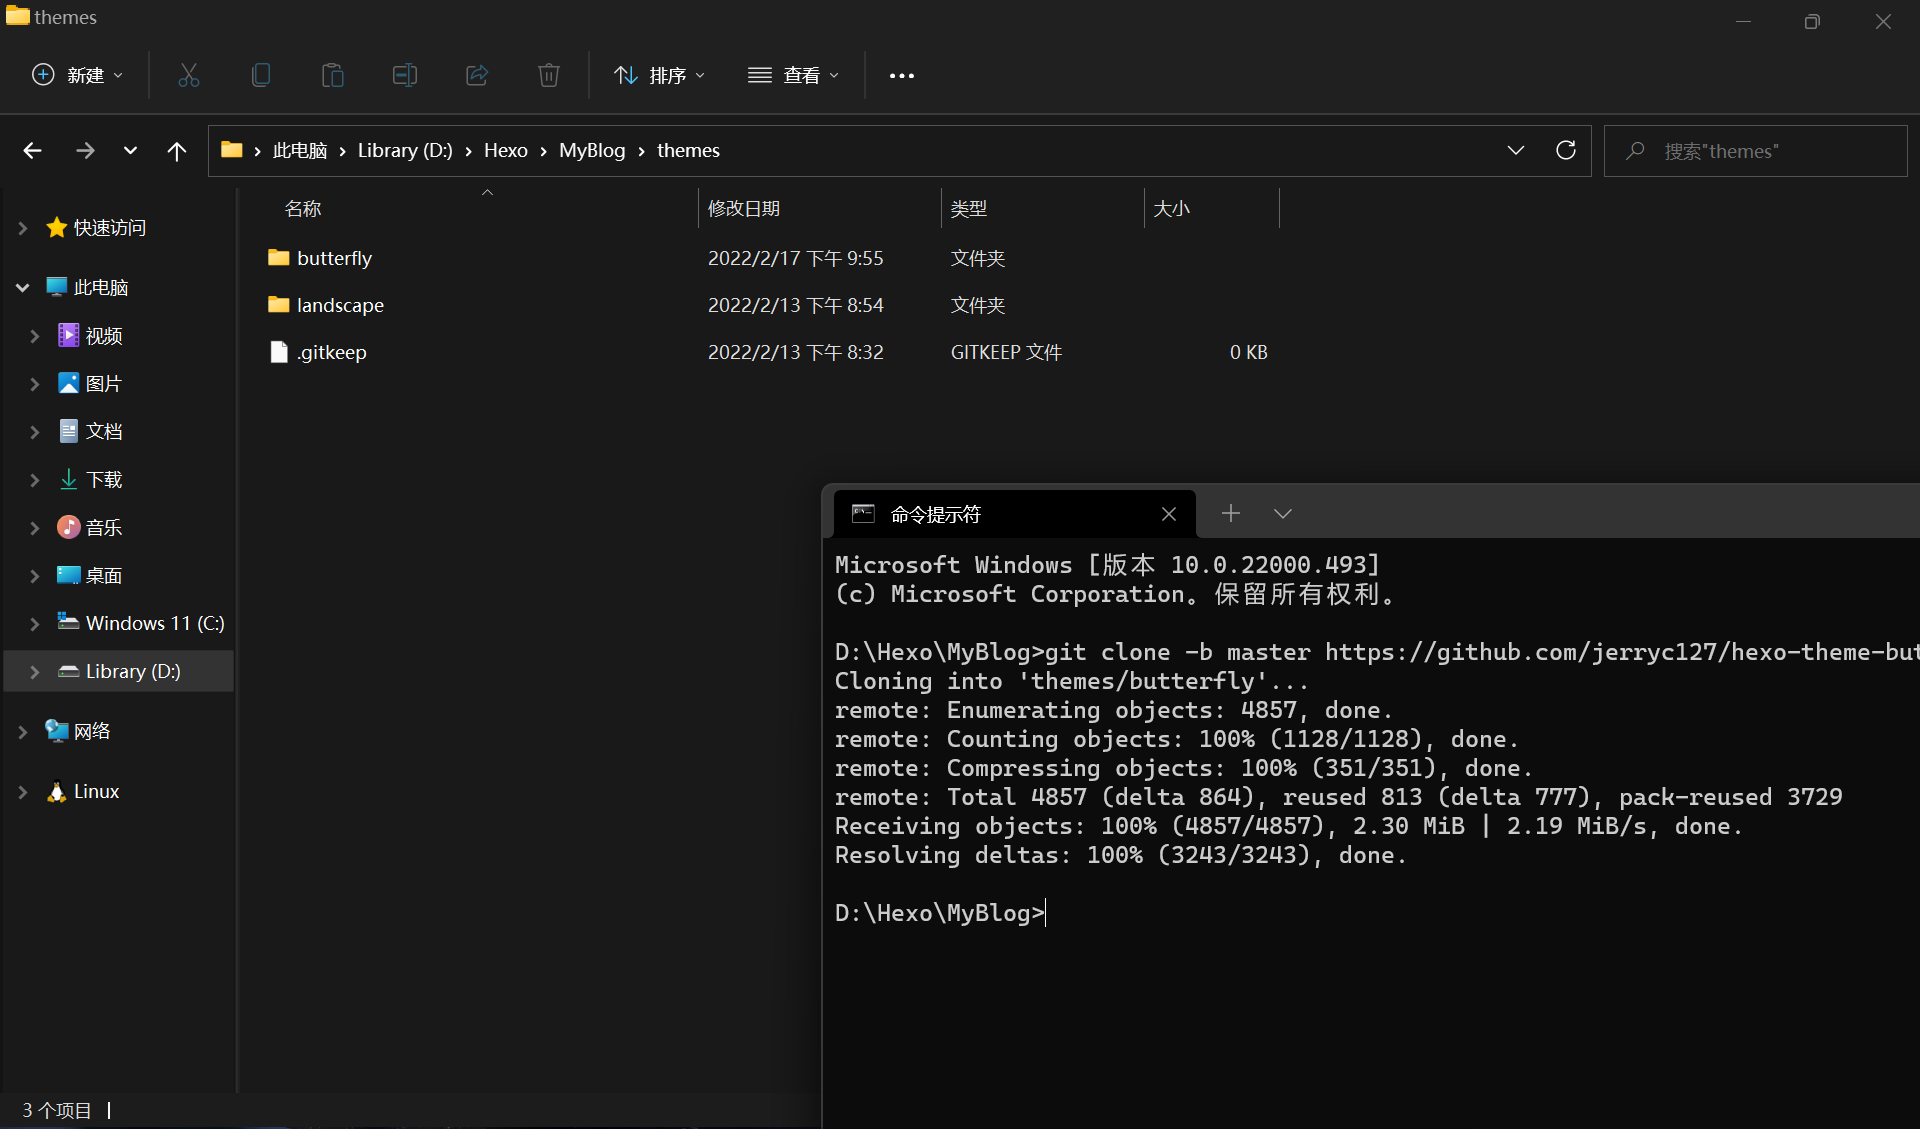 themes
新建
排序
查看
此电脑 › Library (D:) › Hexo › MyBlog › themes
搜索"themes"
名称 修改日期 类型 大小
butterfly 2022/2/17 下午 9:55 文件夹
landscape 2022/2/13 下午 8:54 文件夹
.gitkeep 2022/2/13 下午 8:32 GITKEEP 文件 0 KB
快速访问
此电脑
视频
图片
文档
下载
音乐
桌面
Windows 11 (C:)
Library (D:)
网络
Linux
3 个项目
命令提示符
Microsoft Windows [版本 10.0.22000.493]
(c) Microsoft Corporation。保留所有权利。
D:\Hexo\MyBlog>git clone -b master https://github.com/jerryc127/hexo-theme-but
Cloning into 'themes/butterfly'...
remote: Enumerating objects: 4857, done.
remote: Counting objects: 100% (1128/1128), done.
remote: Compressing objects: 100% (351/351), done.
remote: Total 4857 (delta 864), reused 813 (delta 777), pack-reused 3729
Receiving objects: 100% (4857/4857), 2.30 MiB | 2.19 MiB/s, done.
Resolving deltas: 100% (3243/3243), done.
D:\Hexo\MyBlog>